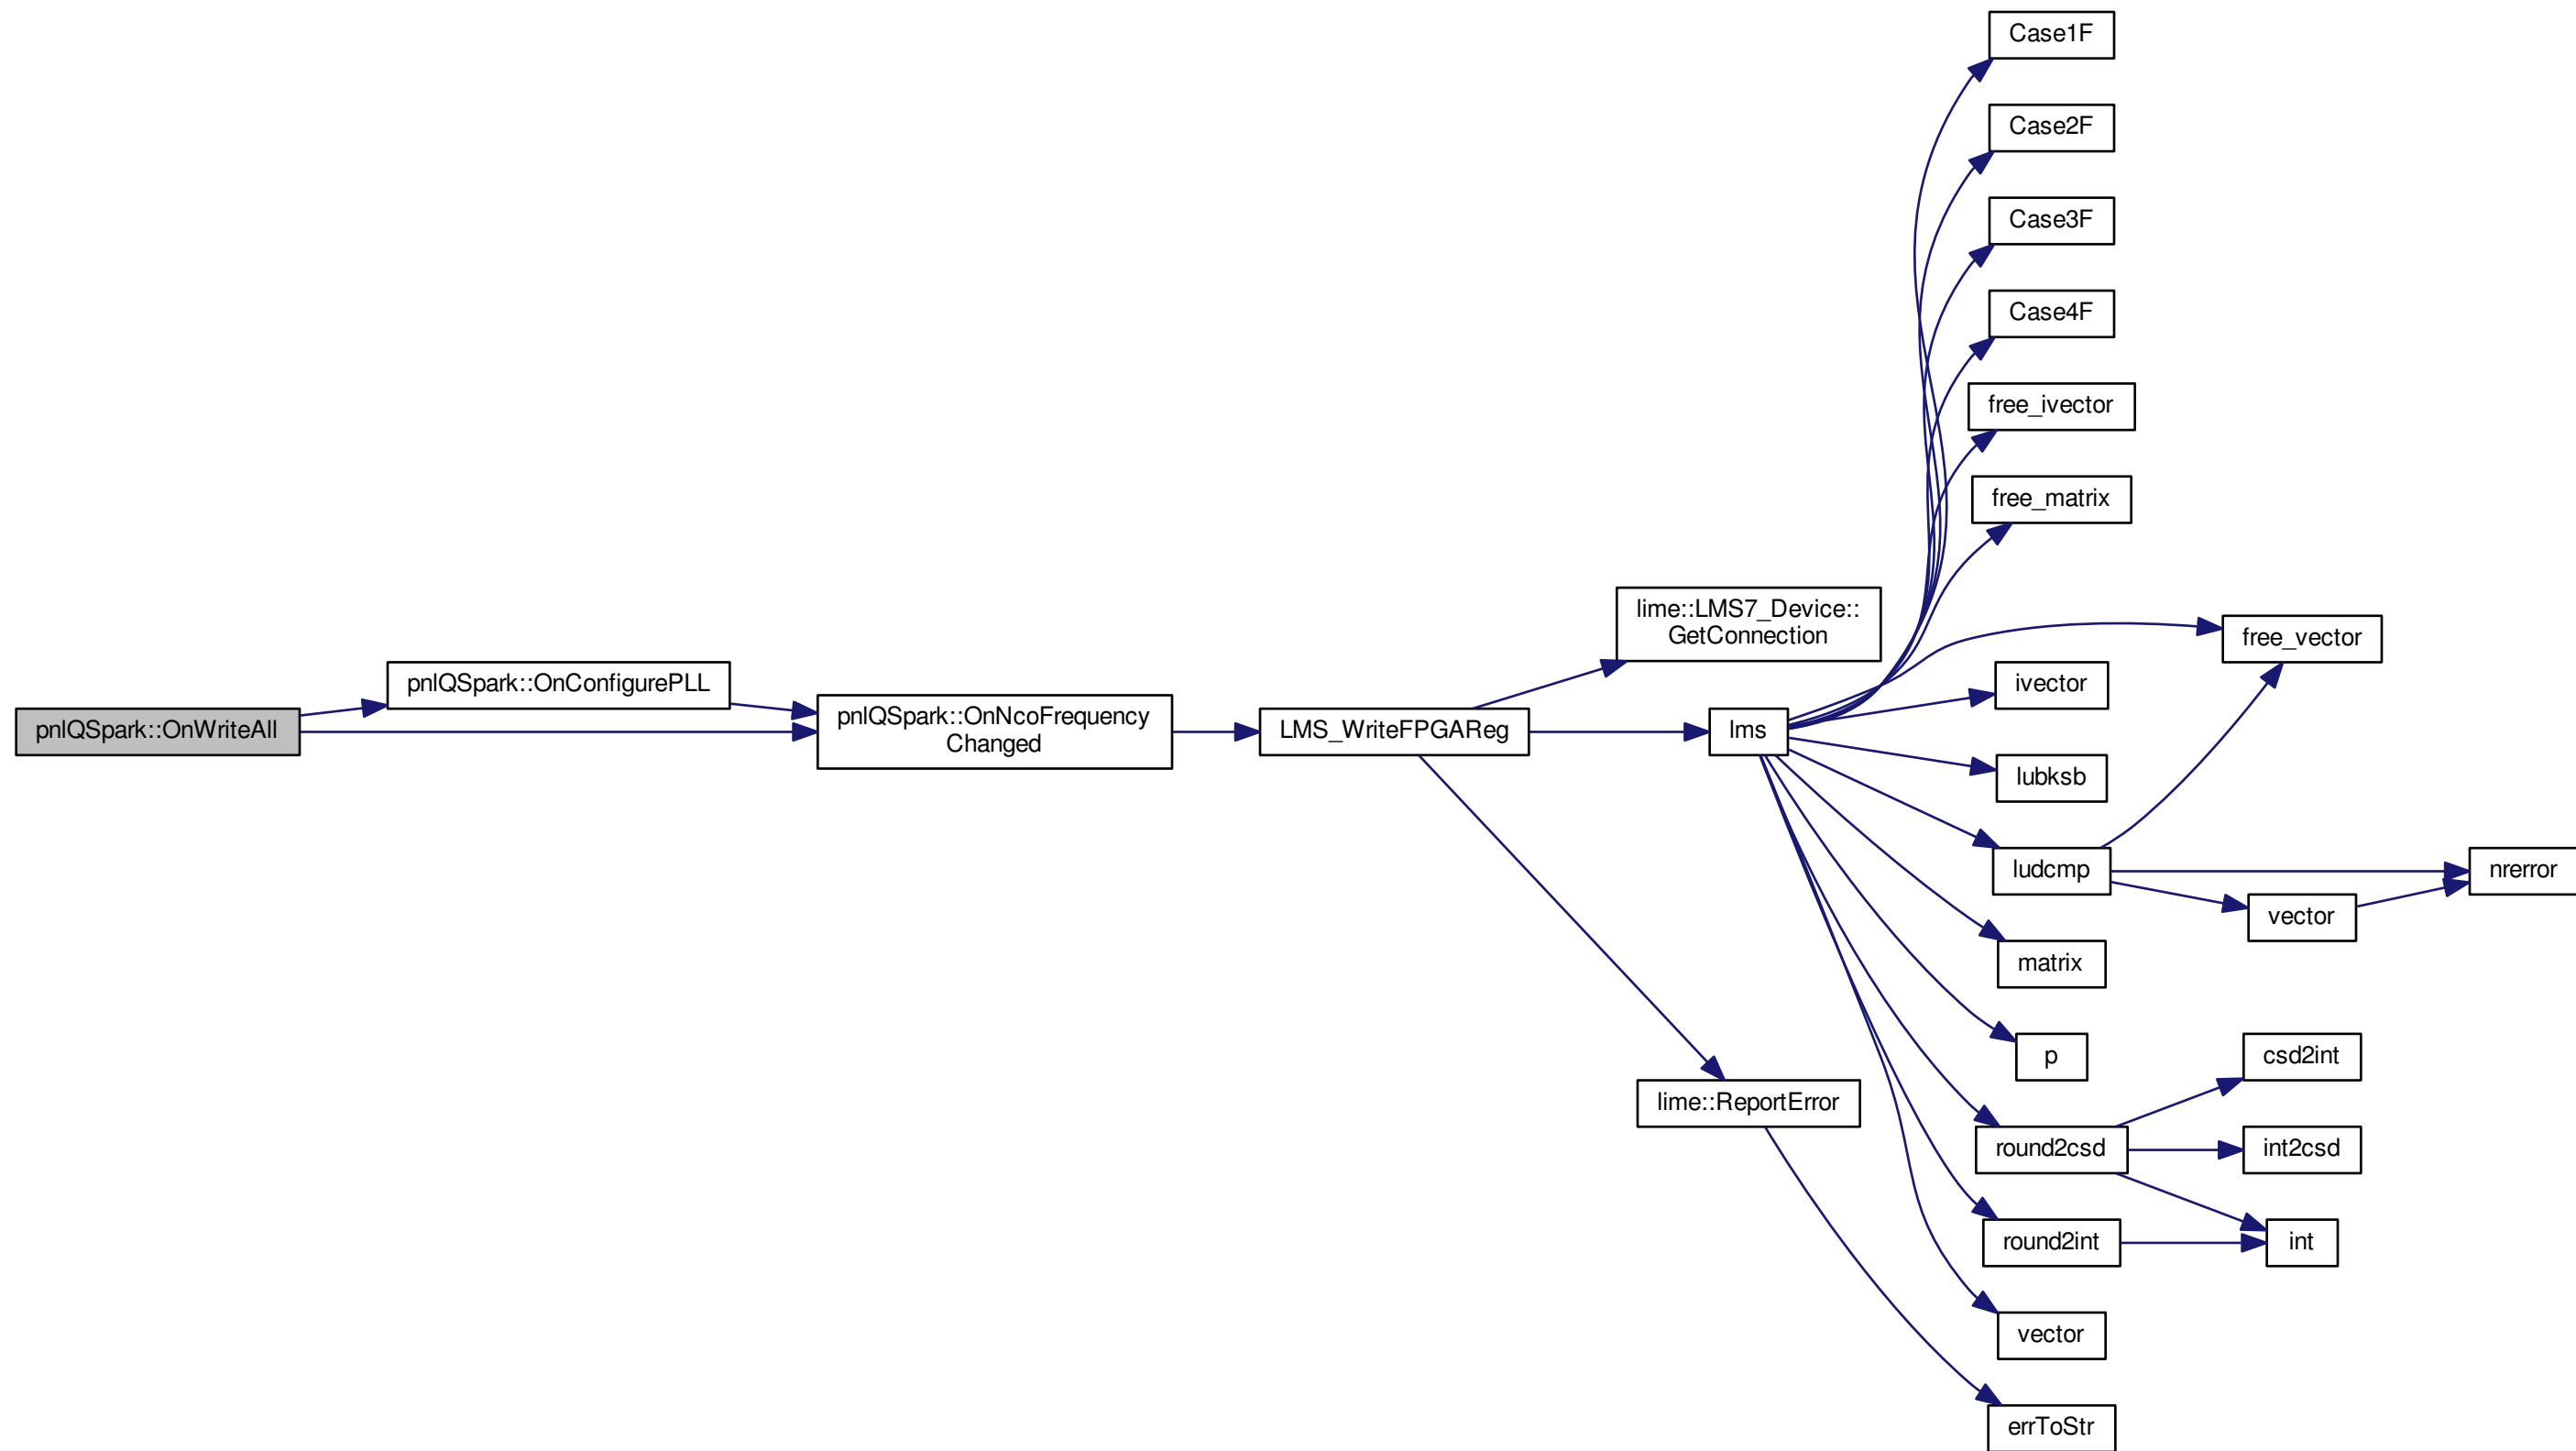 Case1F
Case2F
Case3F
Case4F
free_ivector
free_matrix
lime::LMS7_Device::
GetConnection
free_vector
pnlQSpark::OnConfigurePLL
ivector
pnlQSpark::OnWriteAll
pnlQSpark::OnNcoFrequency
Changed
LMS_WriteFPGAReg
lms
lubksb
ludcmp
nrerror
vector
matrix
p
csd2int
lime::ReportError
round2csd
int2csd
round2int
int
vector
errToStr